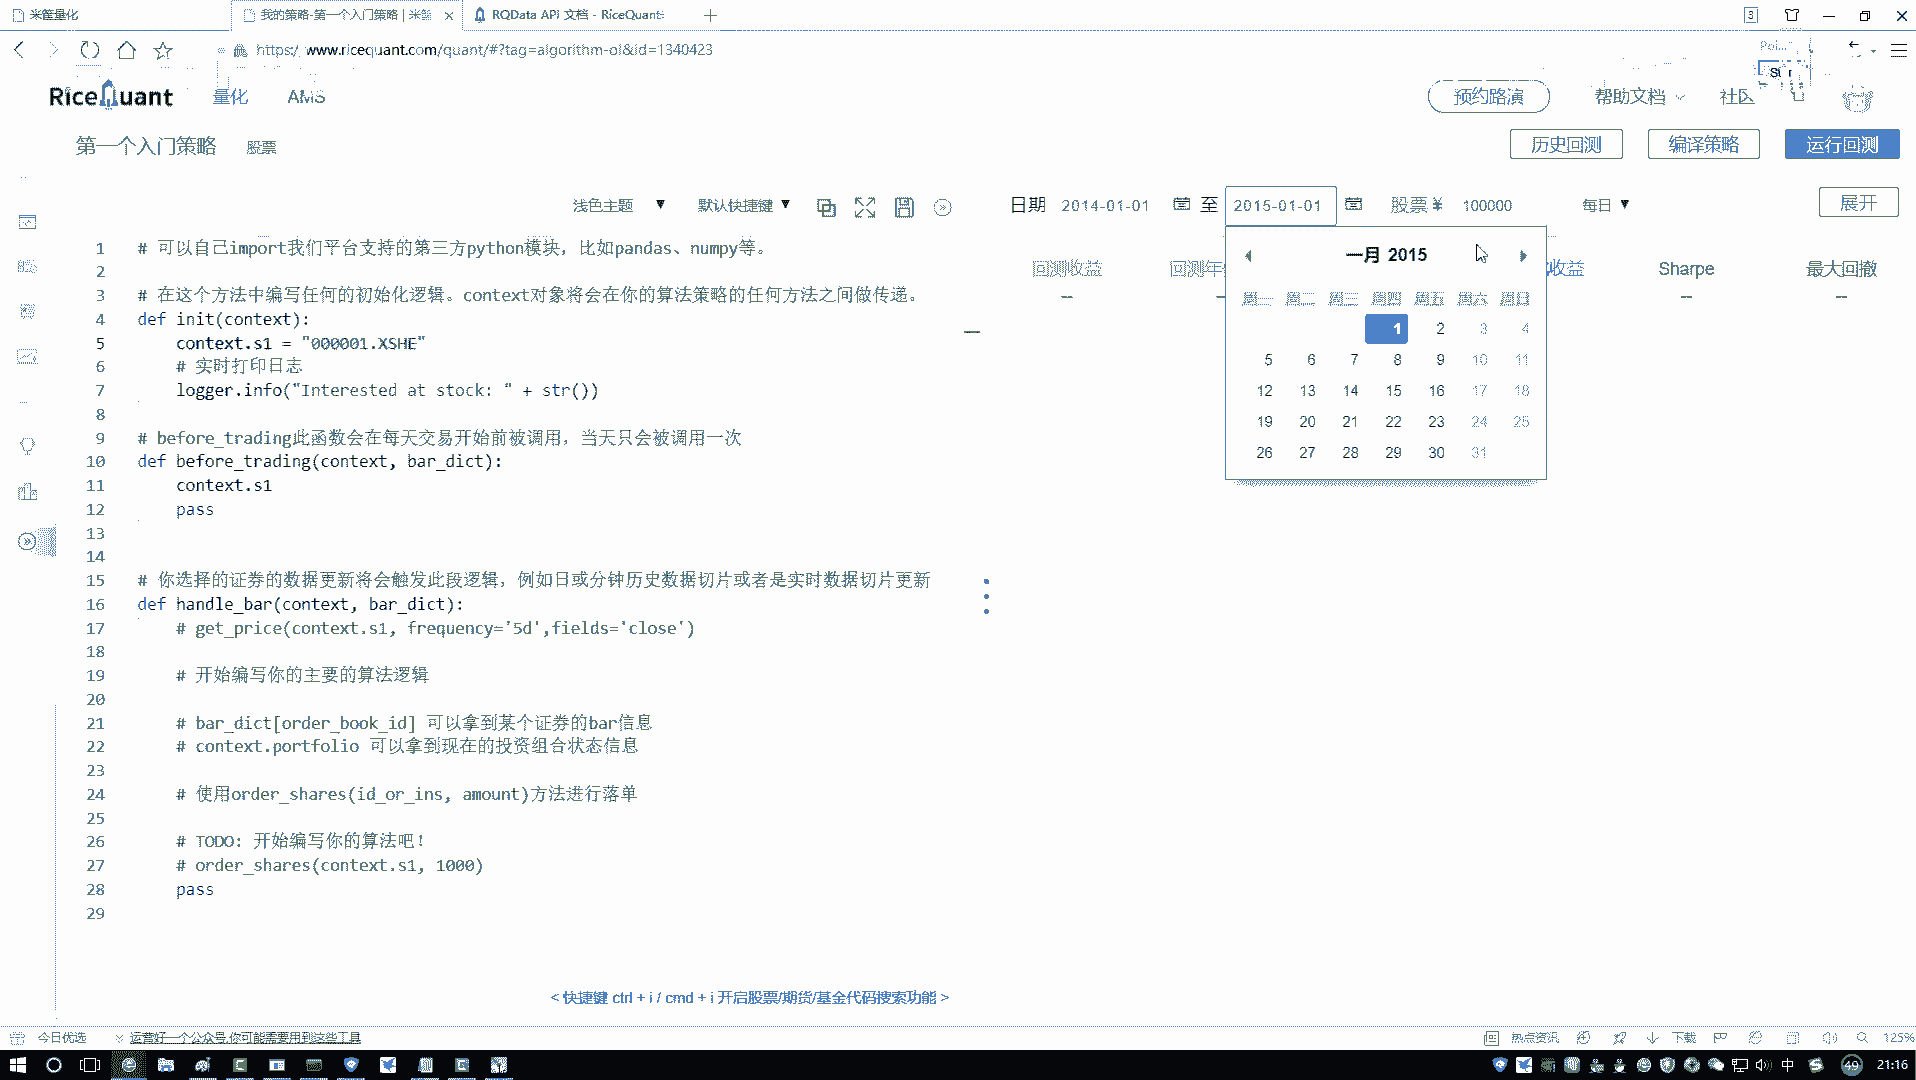 米筐量化
我的策略-第一个入门策略 | 米筐
RQData API 文档 - RiceQuant
3
www.ricequant.com/quant/#?tag=algorithm-ol&id=1340423
RiceQuant
量化
AMS
预约路演
帮助文档
社区
第一个入门策略
股票
历史回测
编译策略
运行回测
浅色主题
默认快捷键
日期 2014-01-01 至 2015-01-01
股票 ¥ 100000
每日
展开
一月 2015
周一 周二 周三 周四 周五 周六 周日
1 2 3 4
5 6 7 8 9 10 11
12 13 14 15 16 17 18
19 20 21 22 23 24 25
26 27 28 29 30 31
回测收益
回测年
收益
Sharpe
最大回撤
-- -- --
1 # 可以自己import我们平台支持的第三方python模块，比如pandas、numpy等。
2
3 # 在这个方法中编写任何的初始化逻辑。context对象将会在你的算法策略的任何方法之间做传递。
4 def init(context):
5 context.s1 = "000001.XSHE"
6 # 实时打印日志
7 logger.info("Interested at stock: " + str())
8
9 # before_trading此函数会在每天交易开始前被调用，当天只会被调用一次
10 def before_trading(context, bar_dict):
11 context.s1
12 pass
13
14
15 # 你选择的证券的数据更新将会触发此段逻辑，例如日或分钟历史数据切片或者是实时数据切片更新
16 def handle_bar(context, bar_dict):
17 # get_price(context.s1, frequency='5d',fields='close')
18
19 # 开始编写你的主要的算法逻辑
20
21 # bar_dict[order_book_id] 可以拿到某个证券的bar信息
22 # context.portfolio 可以拿到现在的投资组合状态信息
23
24 # 使用order_shares(id_or_ins, amount)方法进行落单
25
26 # TODO: 开始编写你的算法吧！
27 # order_shares(context.s1, 1000)
28 pass
29
< 快捷键 ctrl + i / cmd + i 开启股票/期货/基金代码搜索功能 >
今日优选
运营好一个公众号,你可能需要用到这些工具
热点资讯
下载
125%
中
49
21:16